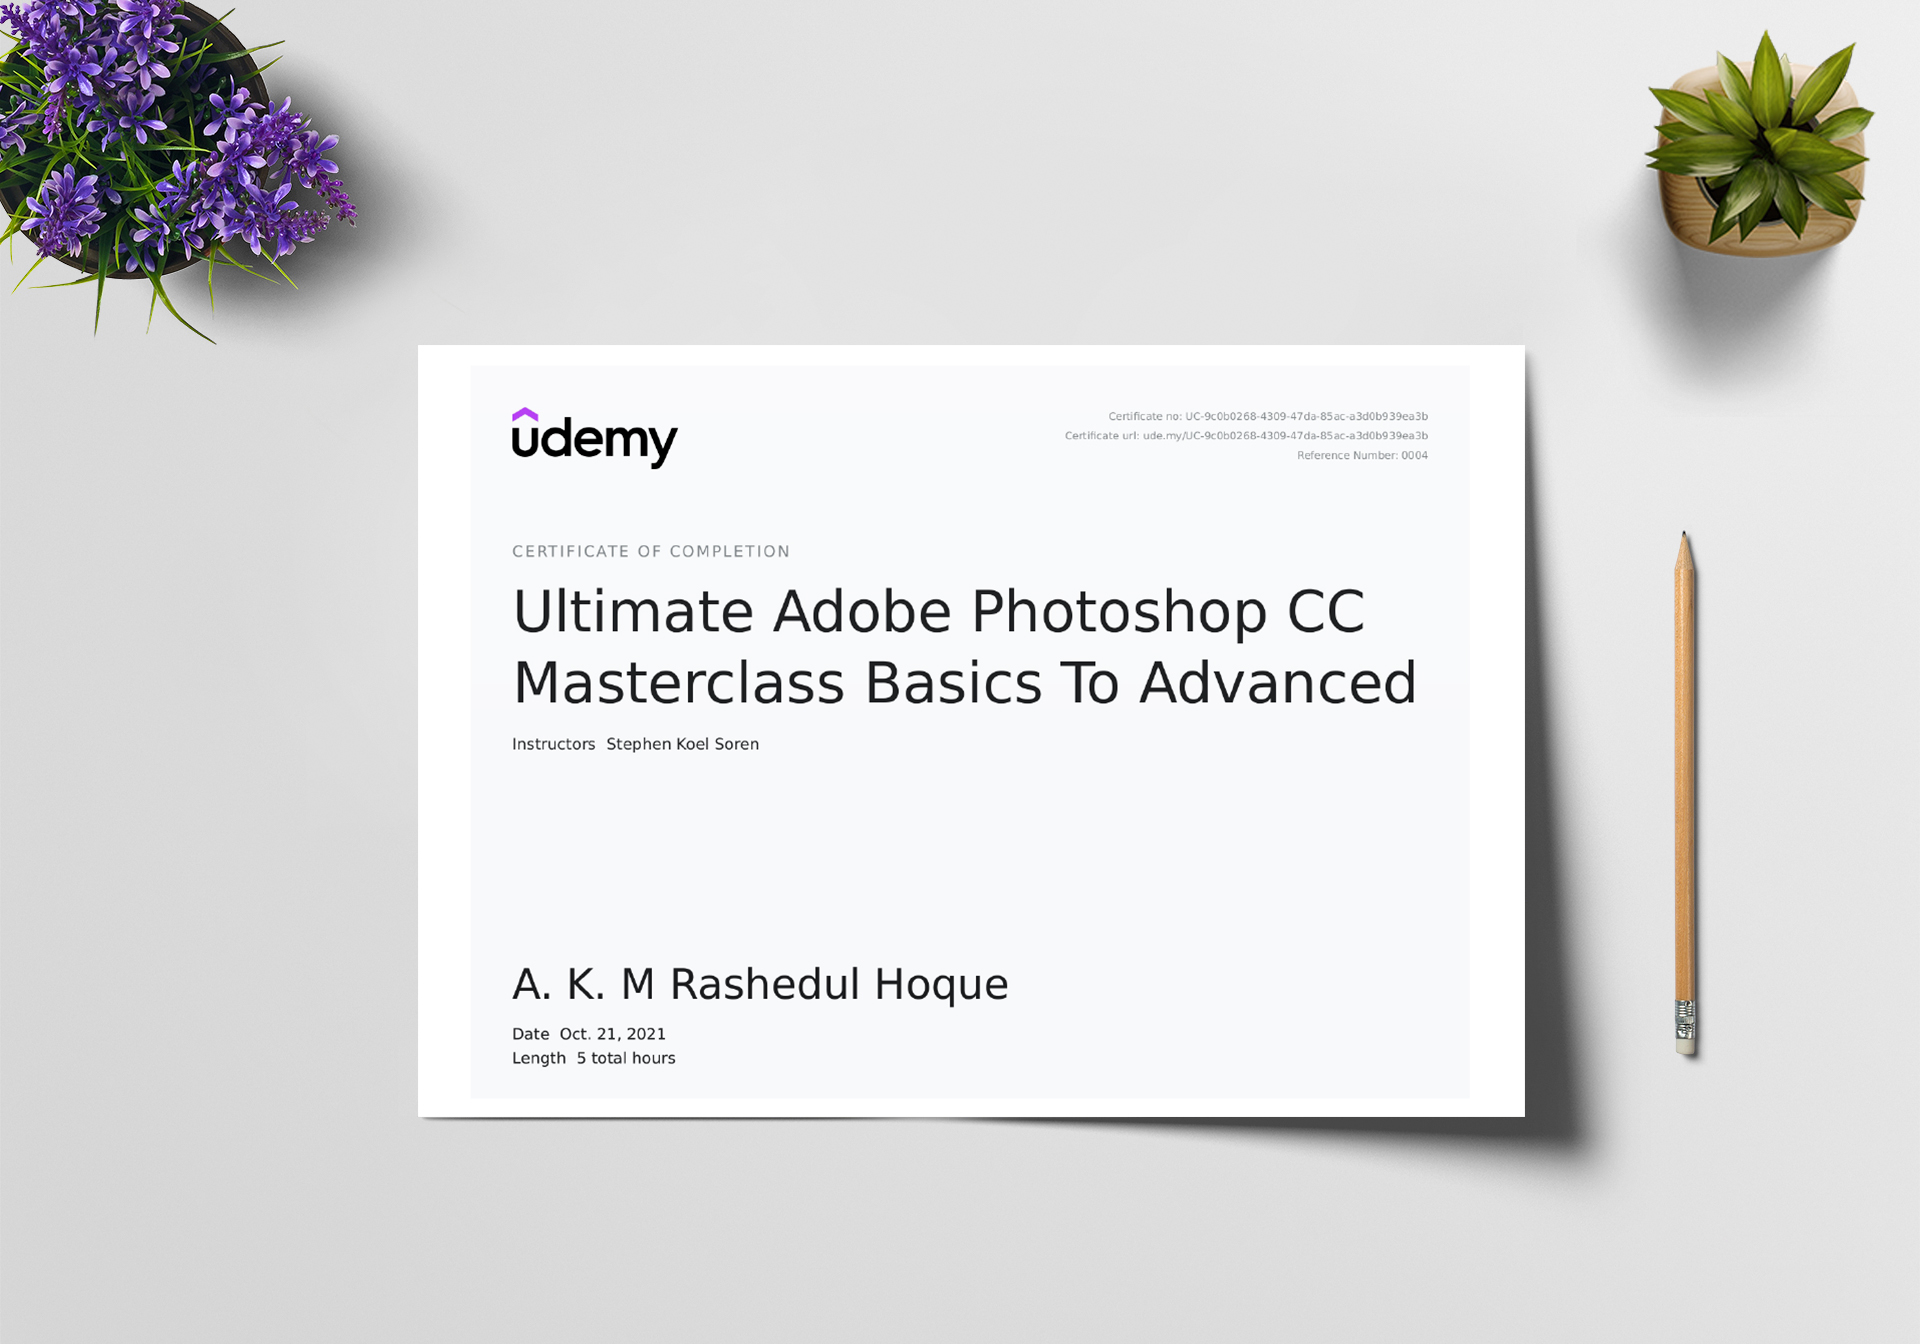 udemy
Certificate no: UC-9c0b0268-4309-47da-85ac-a3d0b939ea3b
Certificate url: ude.my/UC-9c0b0268-4309-47da-85ac-a3d0b939ea3b
Reference Number: 0004
CERTIFICATE OF COMPLETION
Ultimate Adobe Photoshop CC
Masterclass Basics To Advanced
Instructors Stephen Koel Soren
A. K. M Rashedul Hoque
Date Oct. 21, 2021
Length 5 total hours